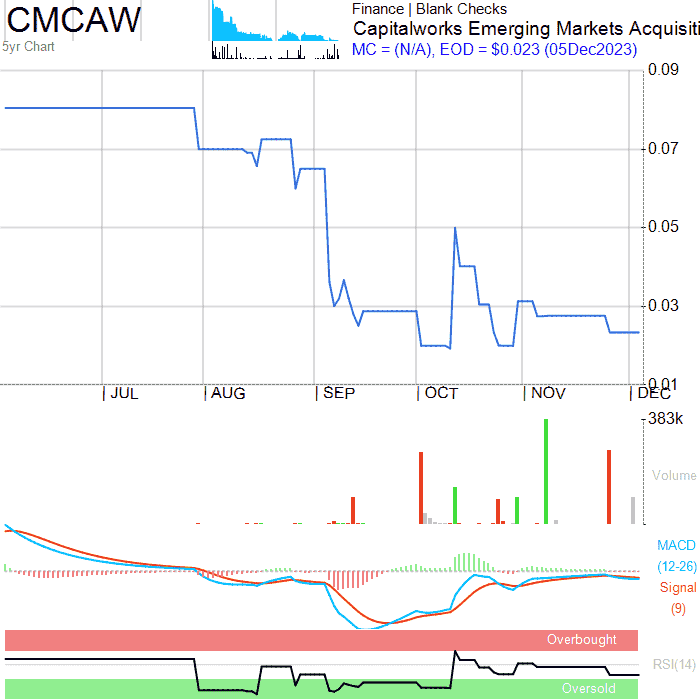 CMCAW
5yr Chart
Finance | Blank Checks
Capitalworks Emerging Markets Acquisiti
MC = (N/A), EOD = $0.023 (05Dec2023)
0.09
0.07
0.05
0.03
0.01
JUL
AUG
SEP
OCT
NOV
DEC
383k
Volume
MACD
(12-26)
Signal
(9)
Overbought
RSI(14)
Oversold